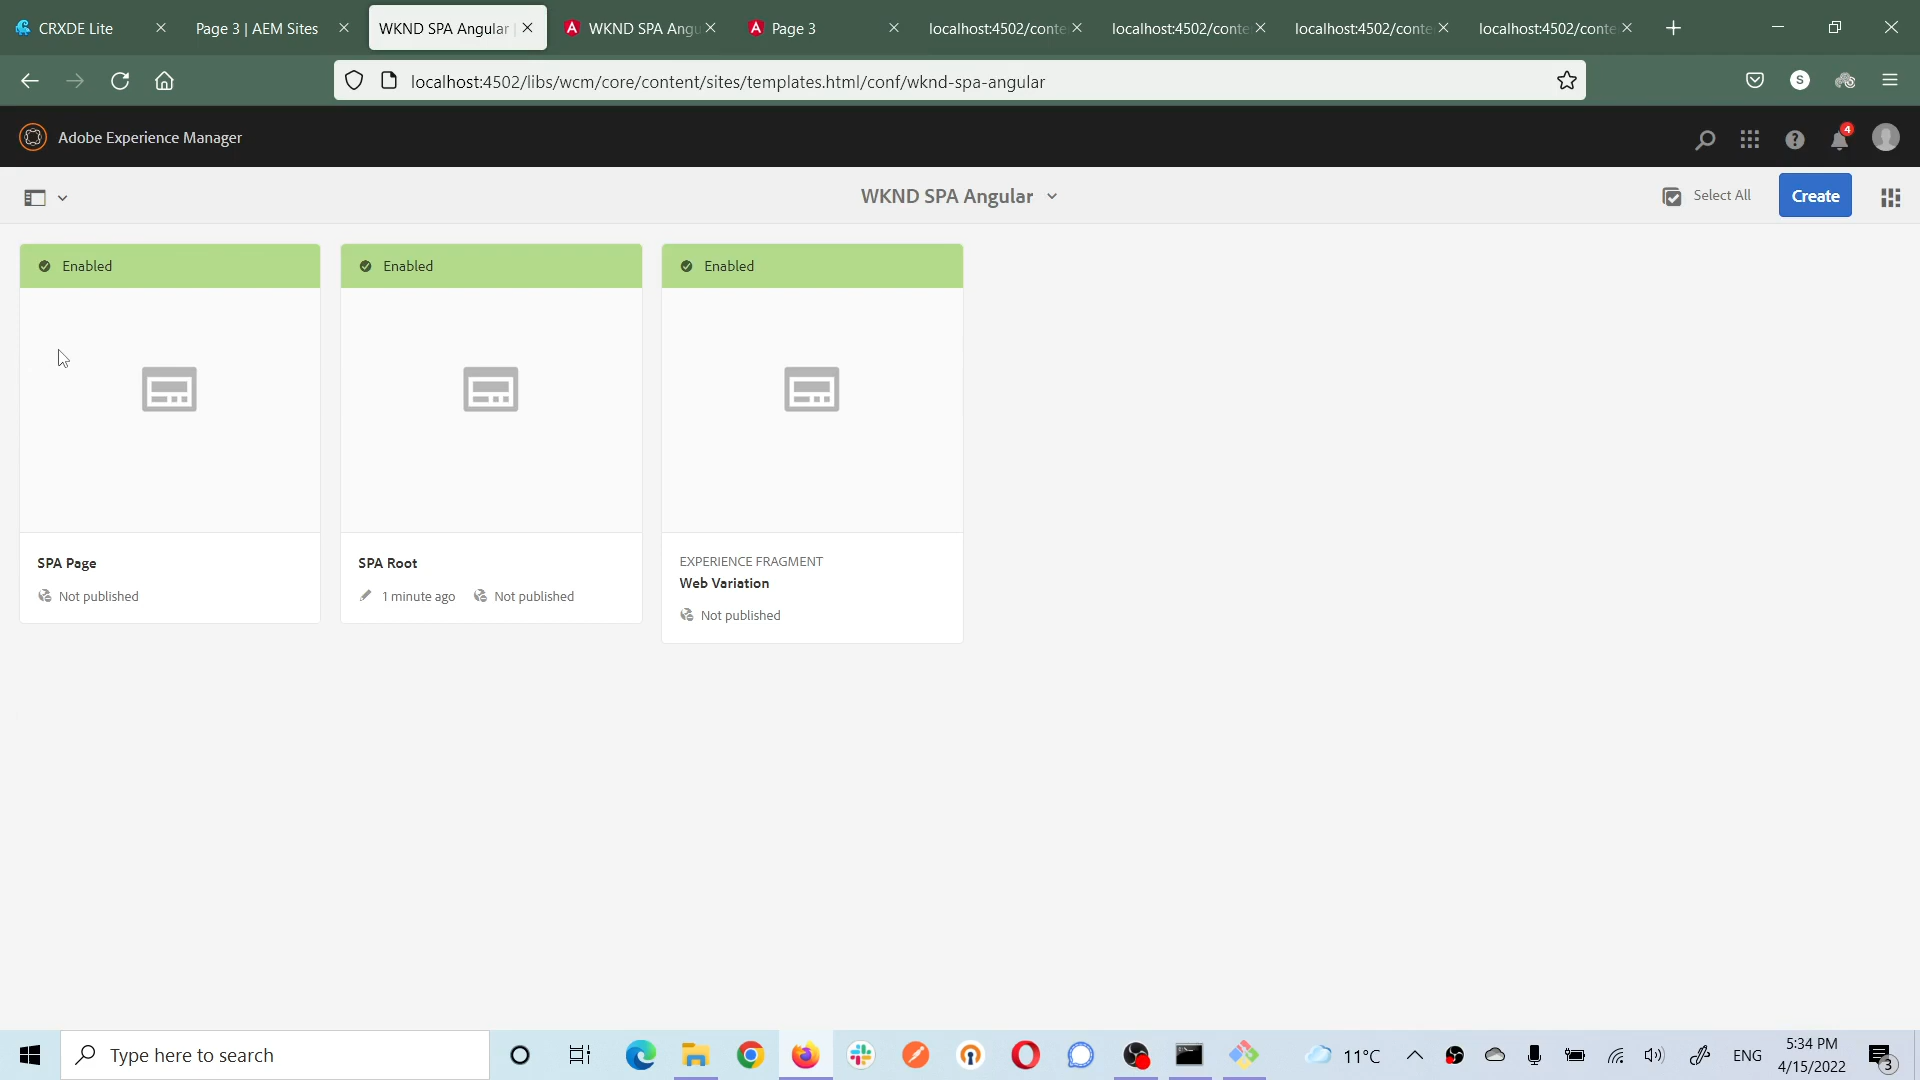 CRXDE Lite
Page 3 | AEM Sites
WKND SPA Angular
WKND SPA Angu
Page 3
localhost:4502/conte
localhost:4502/conte
localhost:4502/conte
localhost:4502/conte
localhost:4502/libs/wcm/core/content/sites/templates.html/conf/wknd-spa-angular
S
Adobe Experience Manager
4
WKND SPA Angular
Select All
Create
Enabled
Enabled
Enabled
SPA Page
Not published
SPA Root
1 minute ago
Not published
EXPERIENCE FRAGMENT
Web Variation
Not published
Type here to search
11°C
ENG
5:34 PM
4/15/2022
3